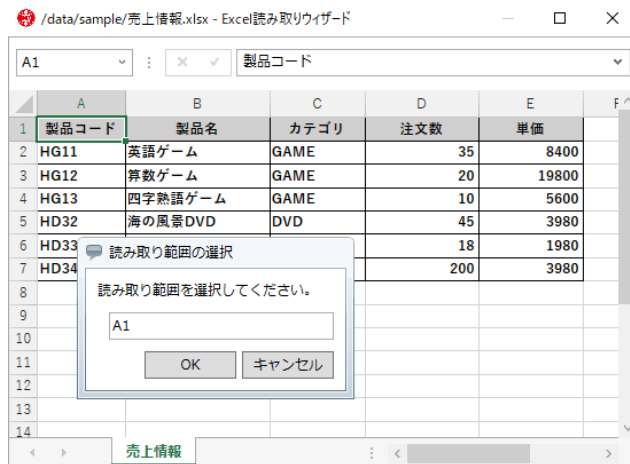 /data/sample/売上情報.xlsx - Excel読み取りウィザード
A1 製品コード
A B C D E F
1 製品コード 製品名 カテゴリ 注文数 単価
2 HG11 英語ゲーム GAME 35 8400
3 HG12 算数ゲーム GAME 20 19800
4 HG13 四字熟語ゲーム GAME 10 5600
5 HD32 海の風景DVD DVD 45 3980
6 HD33 18 1980
7 HD34 200 3980
8
9
10
11
12
13
14
読み取り範囲の選択
読み取り範囲を選択してください。
A1
OK キャンセル
売上情報